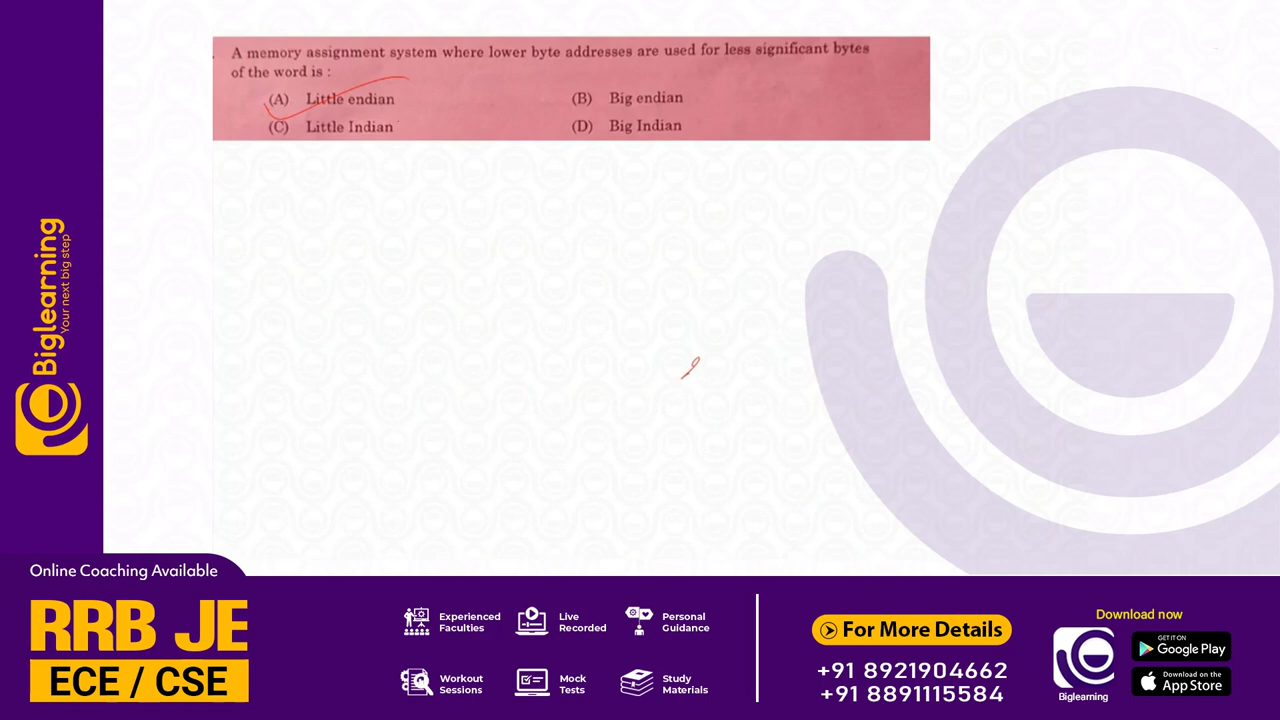 A memory assignment system where lower byte addresses are used for less significant bytes
of the word is :
(A) Little endian
(B) Big endian
(C) Little Indian
(D) Big Indian
Biglearning
Your next big step
Online Coaching Available
RRB JE
ECE / CSE
Experienced
Faculties
Live
Recorded
Personal
Guidance
Workout
Sessions
Mock
Tests
Study
Materials
For More Details
+91 8921904662
+91 8891115584
Download now
Biglearning
GET IT ON
Google Play
Download on the
App Store